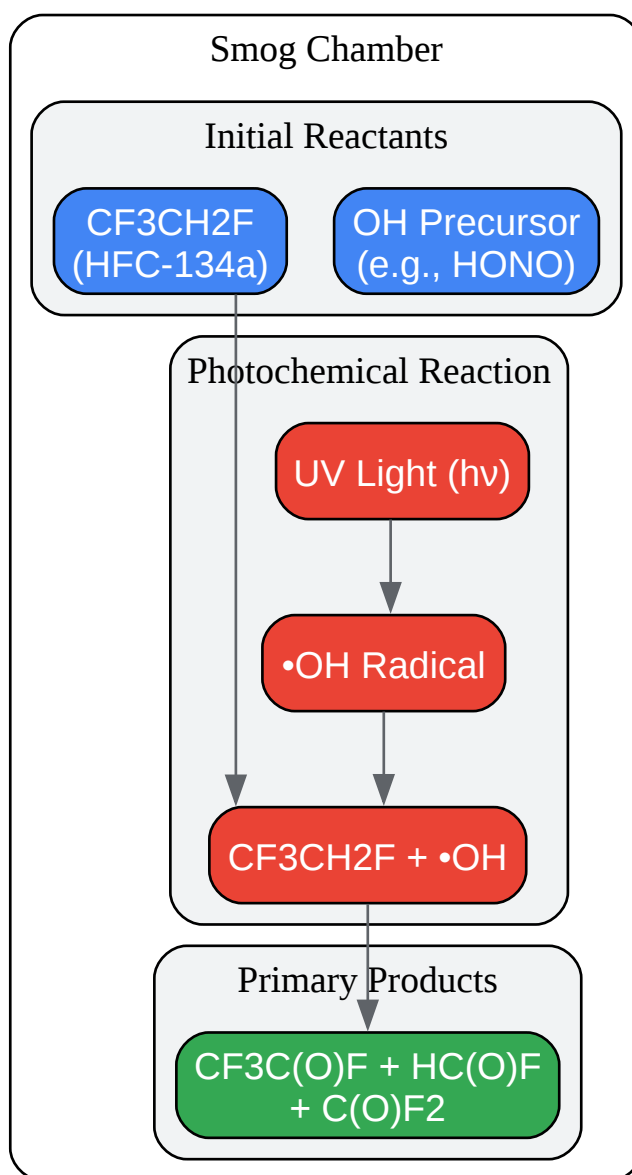 Smog Chamber
Initial Reactants
CF3CH2F
(HFC-134a)
OH Precursor
(e.g., HONO)
Photochemical Reaction
UV Light (hν)
•OH Radical
CF3CH2F + •OH
Primary Products
CF3C(O)F + HC(O)F
+ C(O)F2